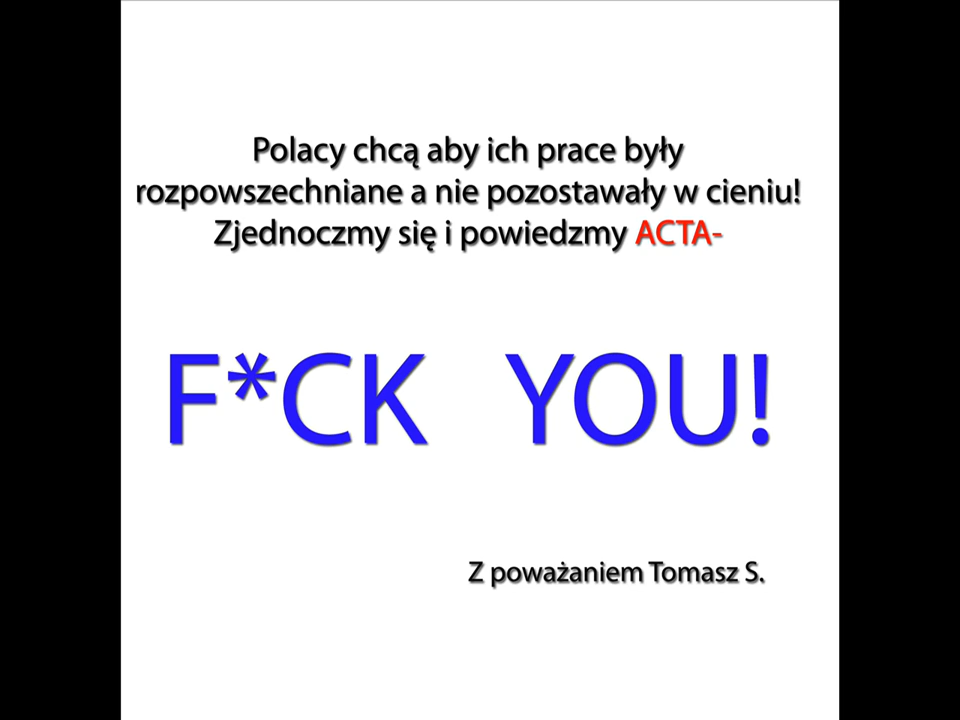 Polacy chcą aby ich prace były
rozpowszechniane a nie pozostawały w cieniu!
Zjednoczmy się i powiedzmy ACTA-
F*CK YOU!
Z poważaniem Tomasz S.